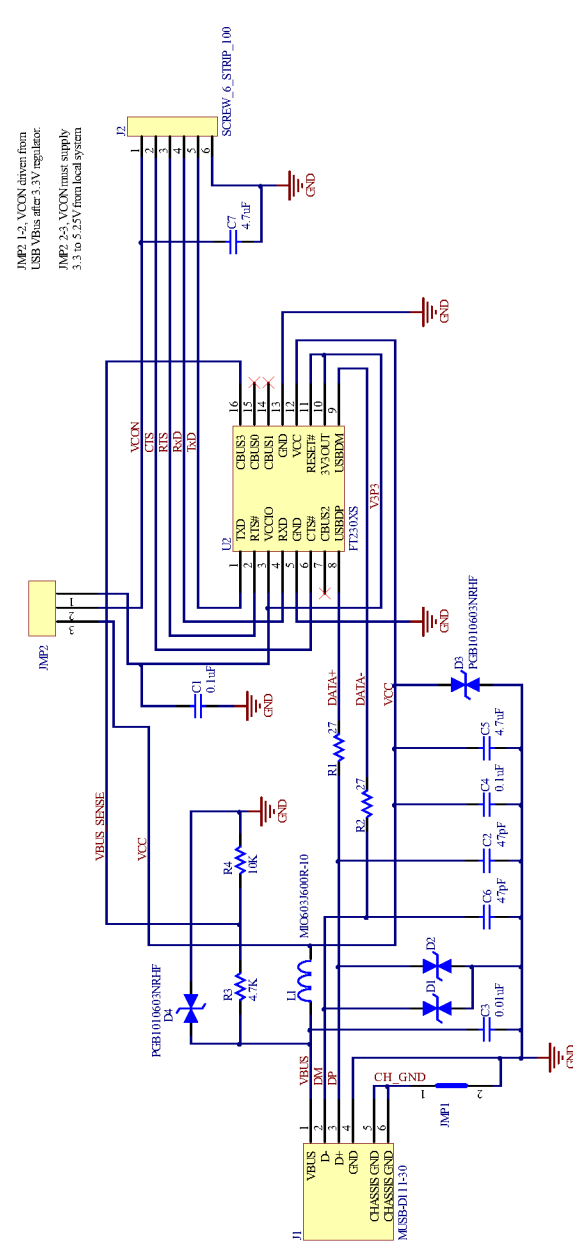 JMP2 1-2, VCON driven from
USB VBus after 3.3V regulator.
JMP2 2-3, VCON must supply
3.3 to 5.25V from local system
J2
1
2
3
4
5
6
SCREW_6_STRIP_100
C7
4.7uF
GND
GND
VCON
CTS
RTS
RxD
TxD
16
15
14
13
12
11
10
9
CBUS3
CBUS0
CBUS1
GND
VCC
RESET#
3V3OUT
USBDM
U2
TXD
RTS#
VCCIO
RXD
GND
CTS#
CBUS2
USBDP
FT230XS
1
2
3
4
5
6
7
8
V3P3
GND
JMP2
1
2
3
C1
0.1uF
GND
DATA+
DATA-
VCC
D3
PGB1010603NRHF
VBUS_SENSE
VCC
R1
27
R2
27
R4
10K
GND
R3
4.7K
PGB1010603NRHF
D4
MIO603J600R-10
L1
C5
4.7uF
C4
0.1uF
C2
47pF
C6
47pF
D2
D1
C3
0.01uF
VBUS
DM
DP
CH_GND
1
2
JMP1
GND
1
2
3
4
5
6
VBUS
D-
D+
GND
CHASSIS GND
CHASSIS GND
J1
MUSB-D111-30